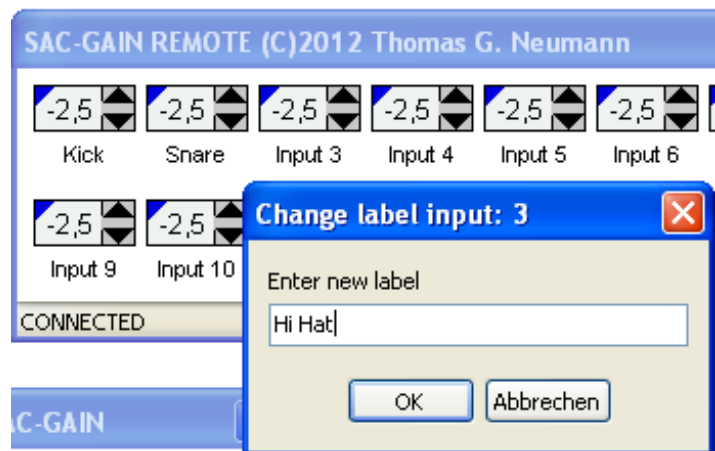 SAC-GAIN REMOTE (C)2012 Thomas G. Neumann
-2,5 -2,5 -2,5 -2,5 -2,5 -2,5
Kick Snare Input 3 Input 4 Input 5 Input 6
-2,5 -2,5
Input 9 Input 10
CONNECTED
Change label input: 3
Enter new label
Hi Hat
OK Abbrechen
C-GAIN